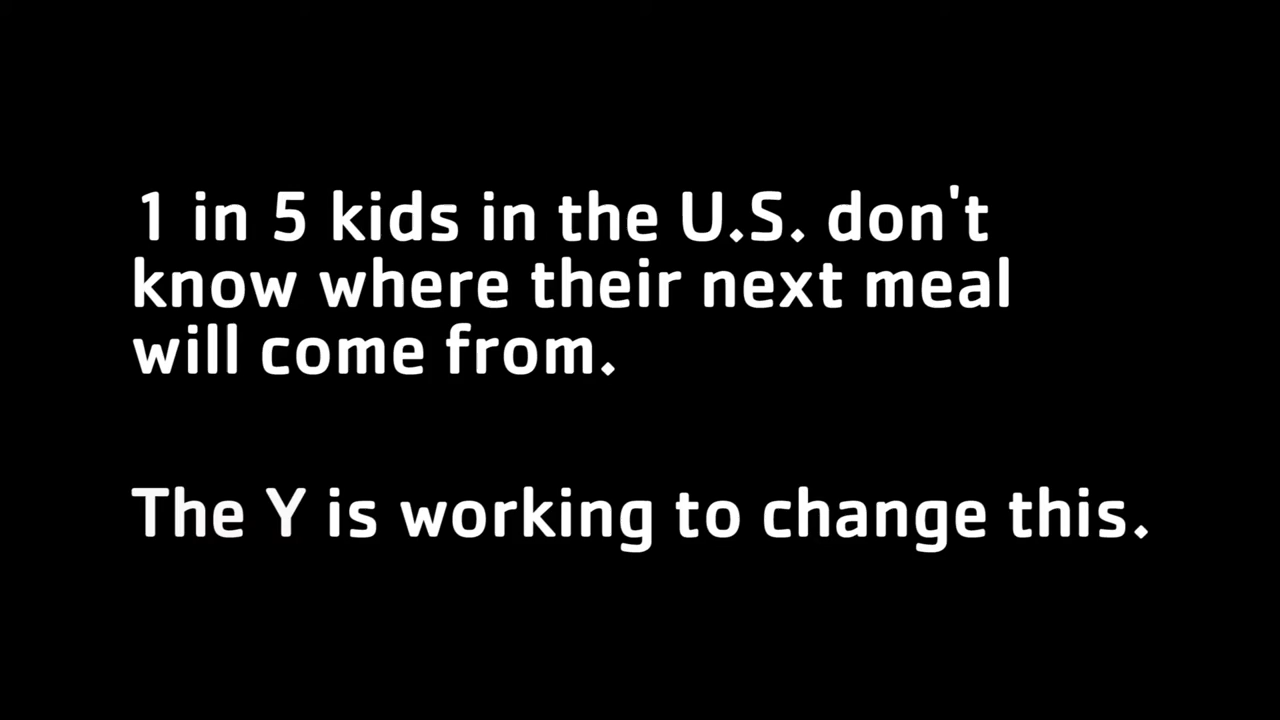 1 in 5 kids in the U.S. don't
know where their next meal
will come from.
The Y is working to change this.